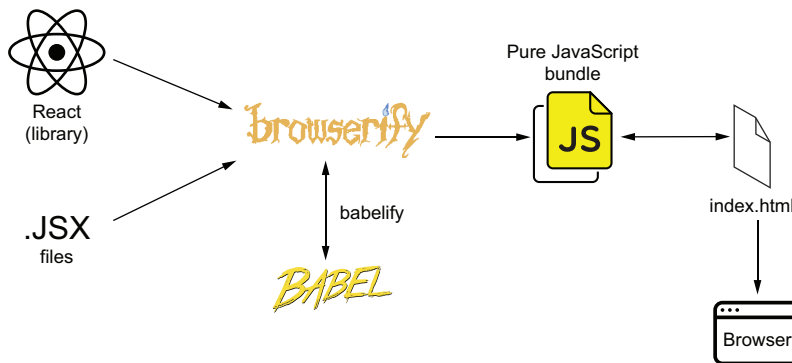 Pure JavaScript
bundle
React
(library)
browserify
JS
.JSX
files
babelify
index.html
BABEL
Browser